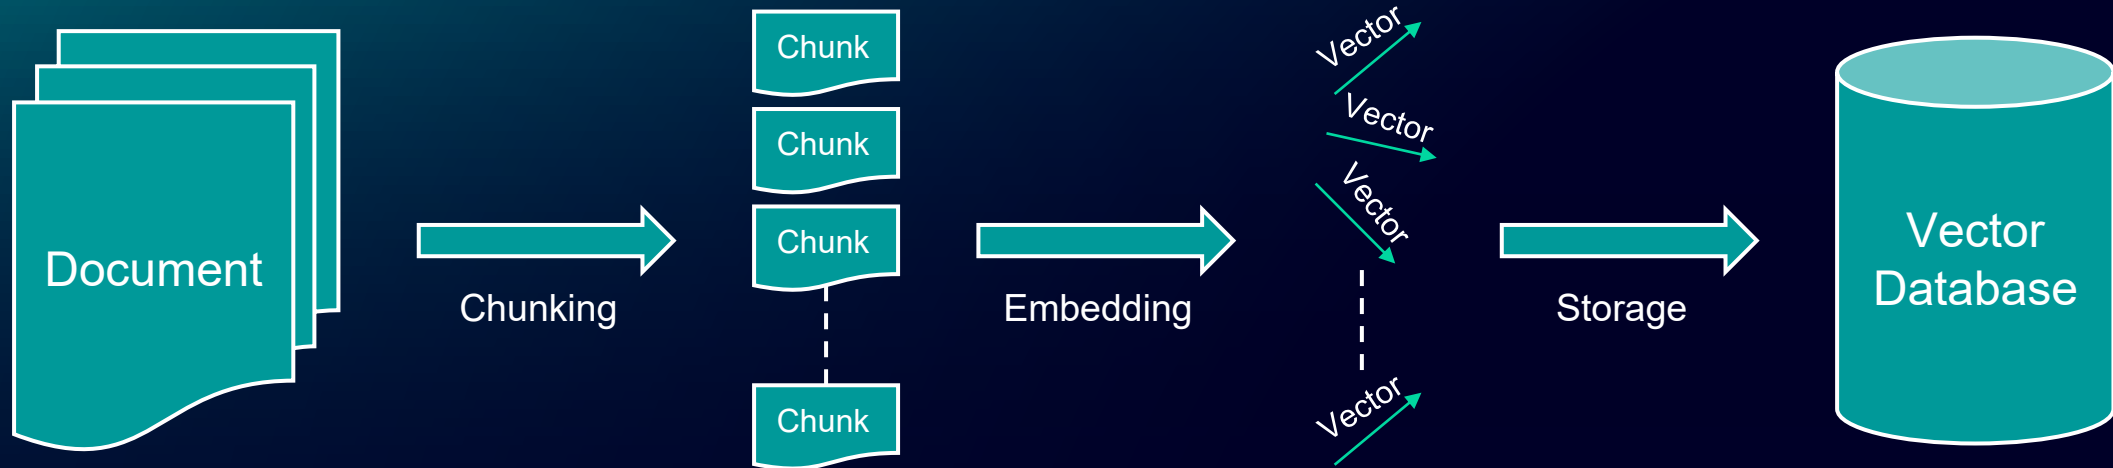 Document
Chunking
Chunk
Chunk
Chunk
Chunk
Embedding
Vector
Vector
Vector
Vector
Storage
Vector
Database